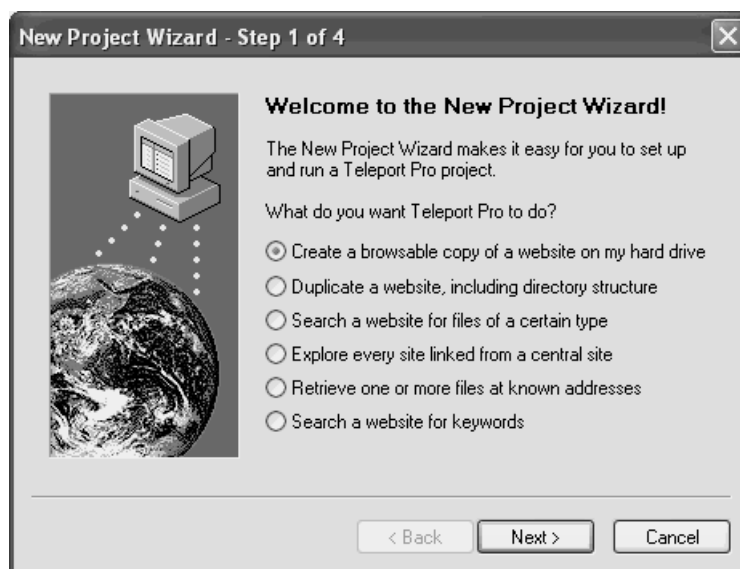 New Project Wizard - Step 1 of 4
Welcome to the New Project Wizard!
The New Project Wizard makes it easy for you to set up
and run a Teleport Pro project.
What do you want Teleport Pro to do?
Create a browsable copy of a website on my hard drive
Duplicate a website, including directory structure
Search a website for files of a certain type
Explore every site linked from a central site
Retrieve one or more files at known addresses
Search a website for keywords
< Back
Next >
Cancel